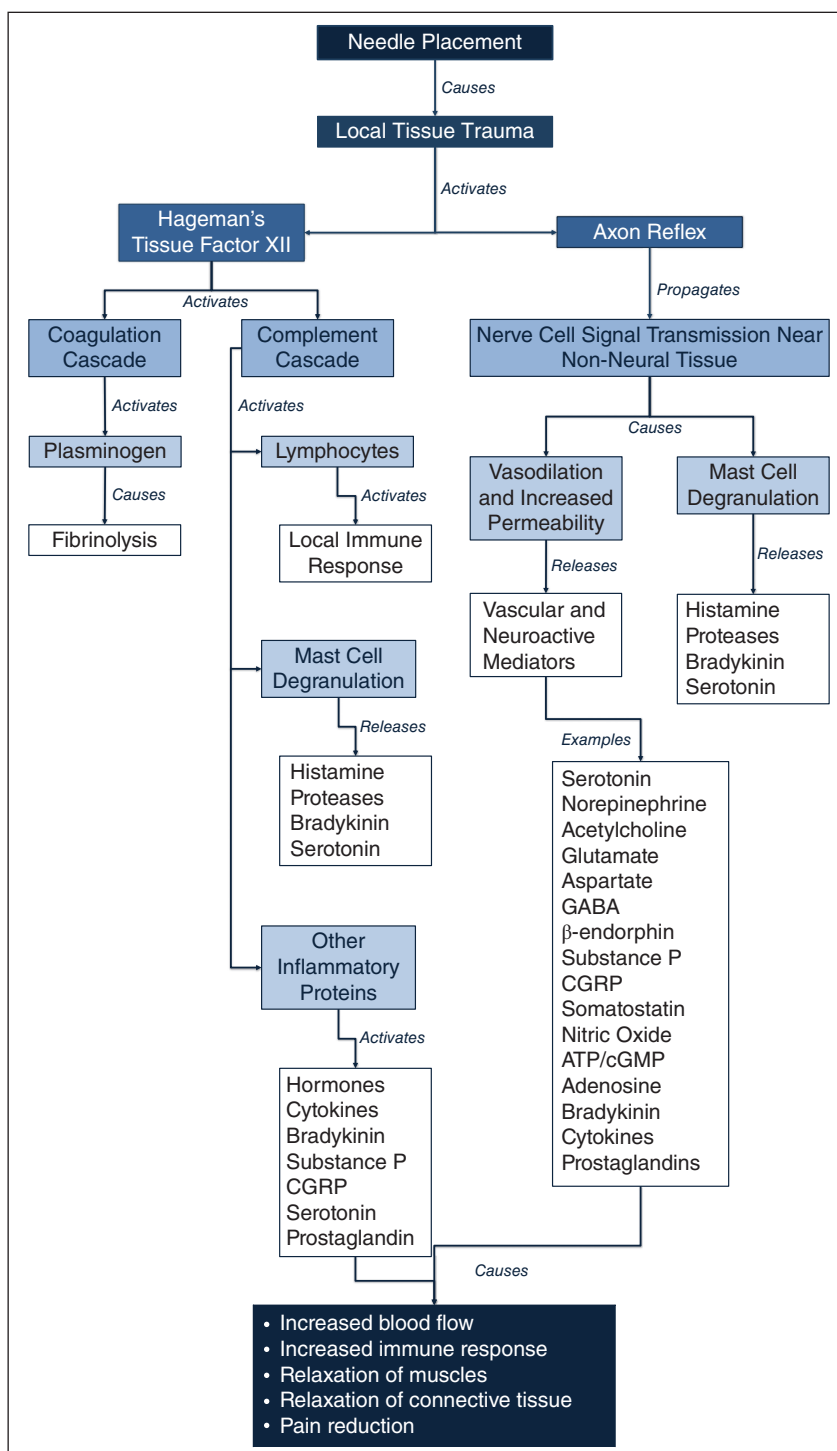 Needle Placement
Causes
Local Tissue Trauma
Activates
Hageman's
Tissue Factor XII
Axon Reflex
Activates
Propagates
Coagulation
Cascade
Complement
Cascade
Nerve Cell Signal Transmission Near
Non-Neural Tissue
Activates
Activates
Causes
Plasminogen
Lymphocytes
Vasodilation
and Increased
Permeability
Mast Cell
Degranulation
Causes
Activates
Fibrinolysis
Local Immune
Response
Releases
Releases
Vascular and
Neuroactive
Mediators
Histamine
Proteases
Bradykinin
Serotonin
Mast Cell
Degranulation
Releases
Examples
Histamine
Proteases
Bradykinin
Serotonin
Serotonin
Norepinephrine
Acetylcholine
Glutamate
Aspartate
GABA
β-endorphin
Substance P
CGRP
Somatostatin
Nitric Oxide
ATP/cGMP
Adenosine
Bradykinin
Cytokines
Prostaglandins
Other
Inflammatory
Proteins
Activates
Hormones
Cytokines
Bradykinin
Substance P
CGRP
Serotonin
Prostaglandin
Causes
• Increased blood flow
• Increased immune response
• Relaxation of muscles
• Relaxation of connective tissue
• Pain reduction